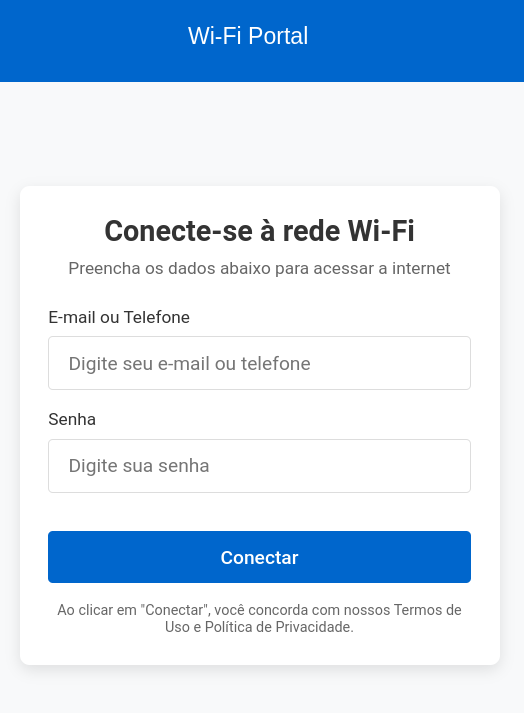 Wi-Fi Portal
Conecte-se à rede Wi-Fi
Preencha os dados abaixo para acessar a internet
E-mail ou Telefone
Digite seu e-mail ou telefone
Senha
Digite sua senha
Conectar
Ao clicar em "Conectar", você concorda com nossos Termos de
Uso e Política de Privacidade.